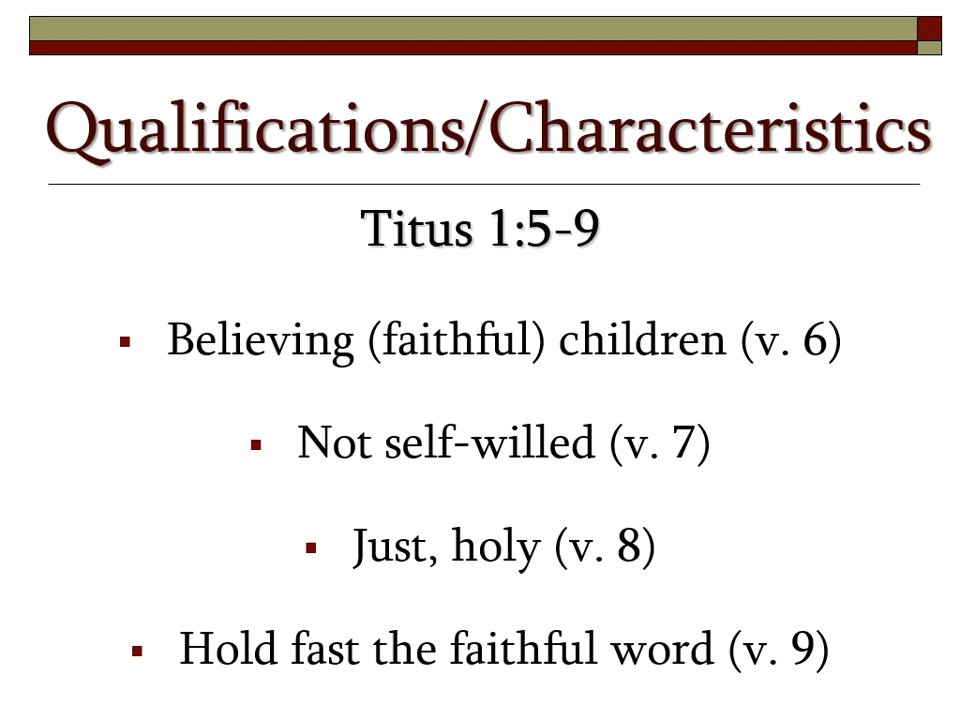 Qualifications/Characteristics
Titus 1:5-9
▪ Believing (faithful) children (v. 6)
▪ Not self-willed (v. 7)
▪ Just, holy (v. 8)
▪ Hold fast the faithful word (v. 9)